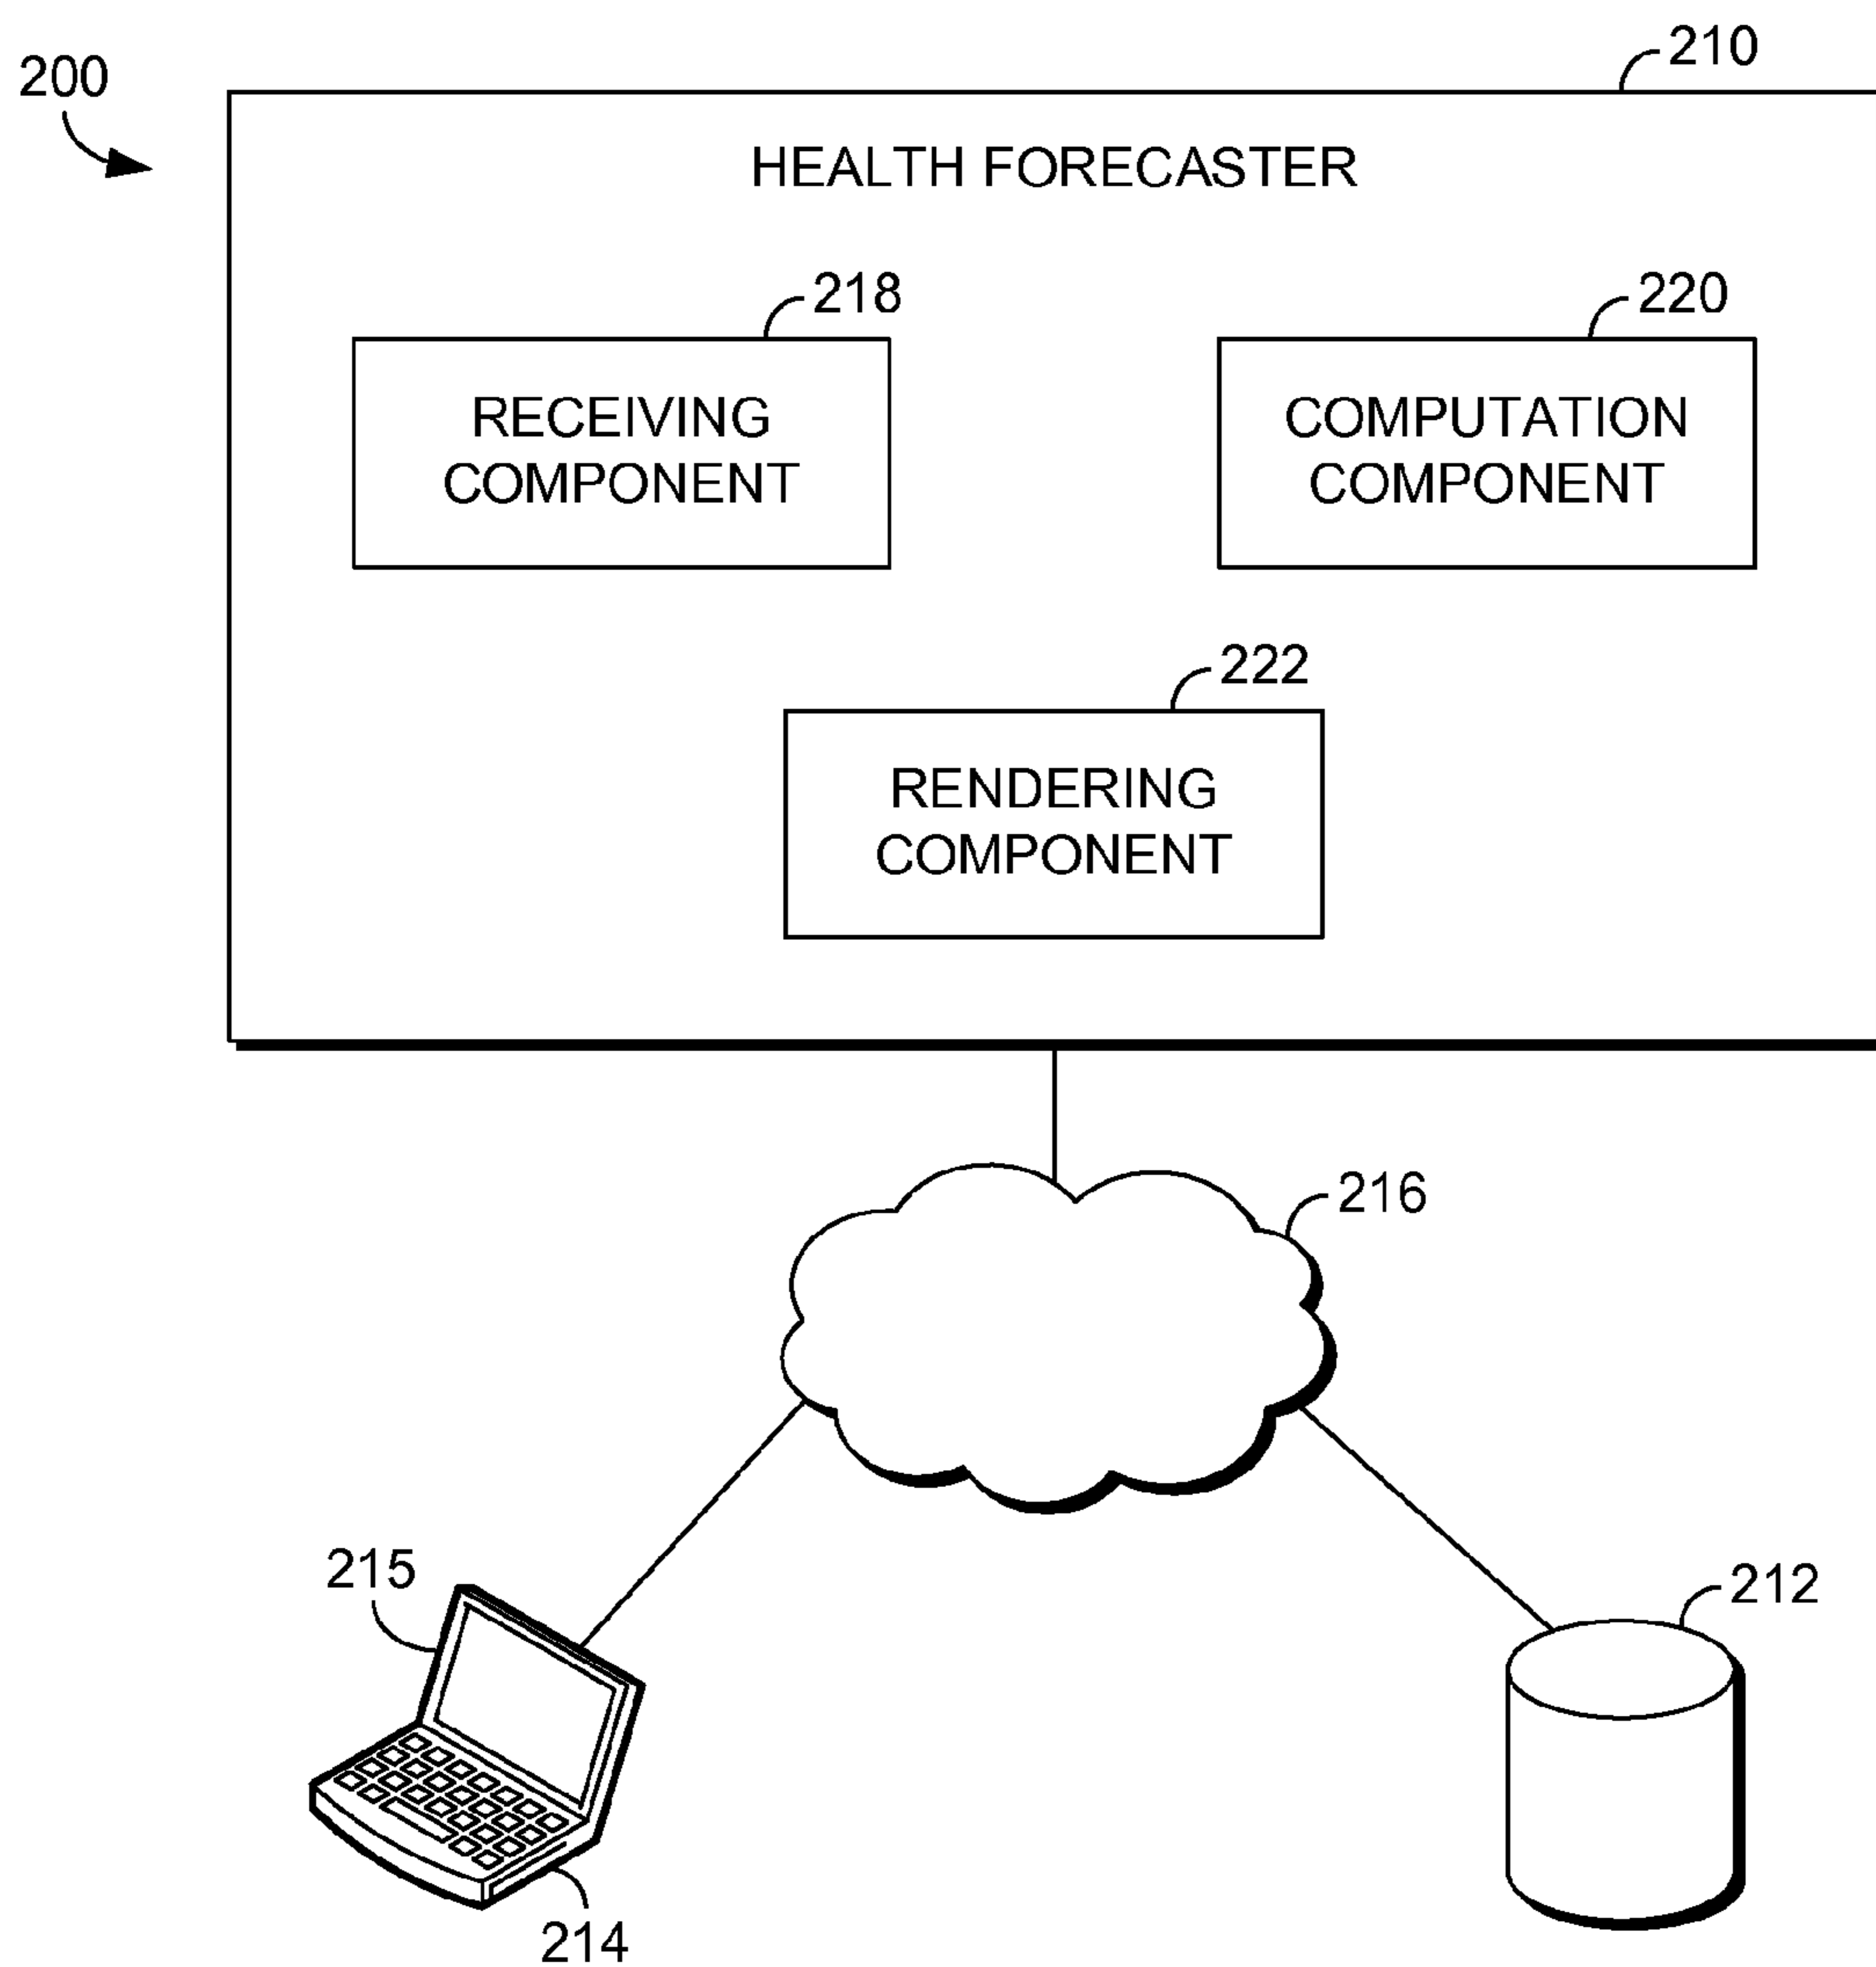 200
210
HEALTH FORECASTER
218
220
RECEIVING
COMPONENT
COMPUTATION
COMPONENT
222
RENDERING
COMPONENT
216
215
212
214